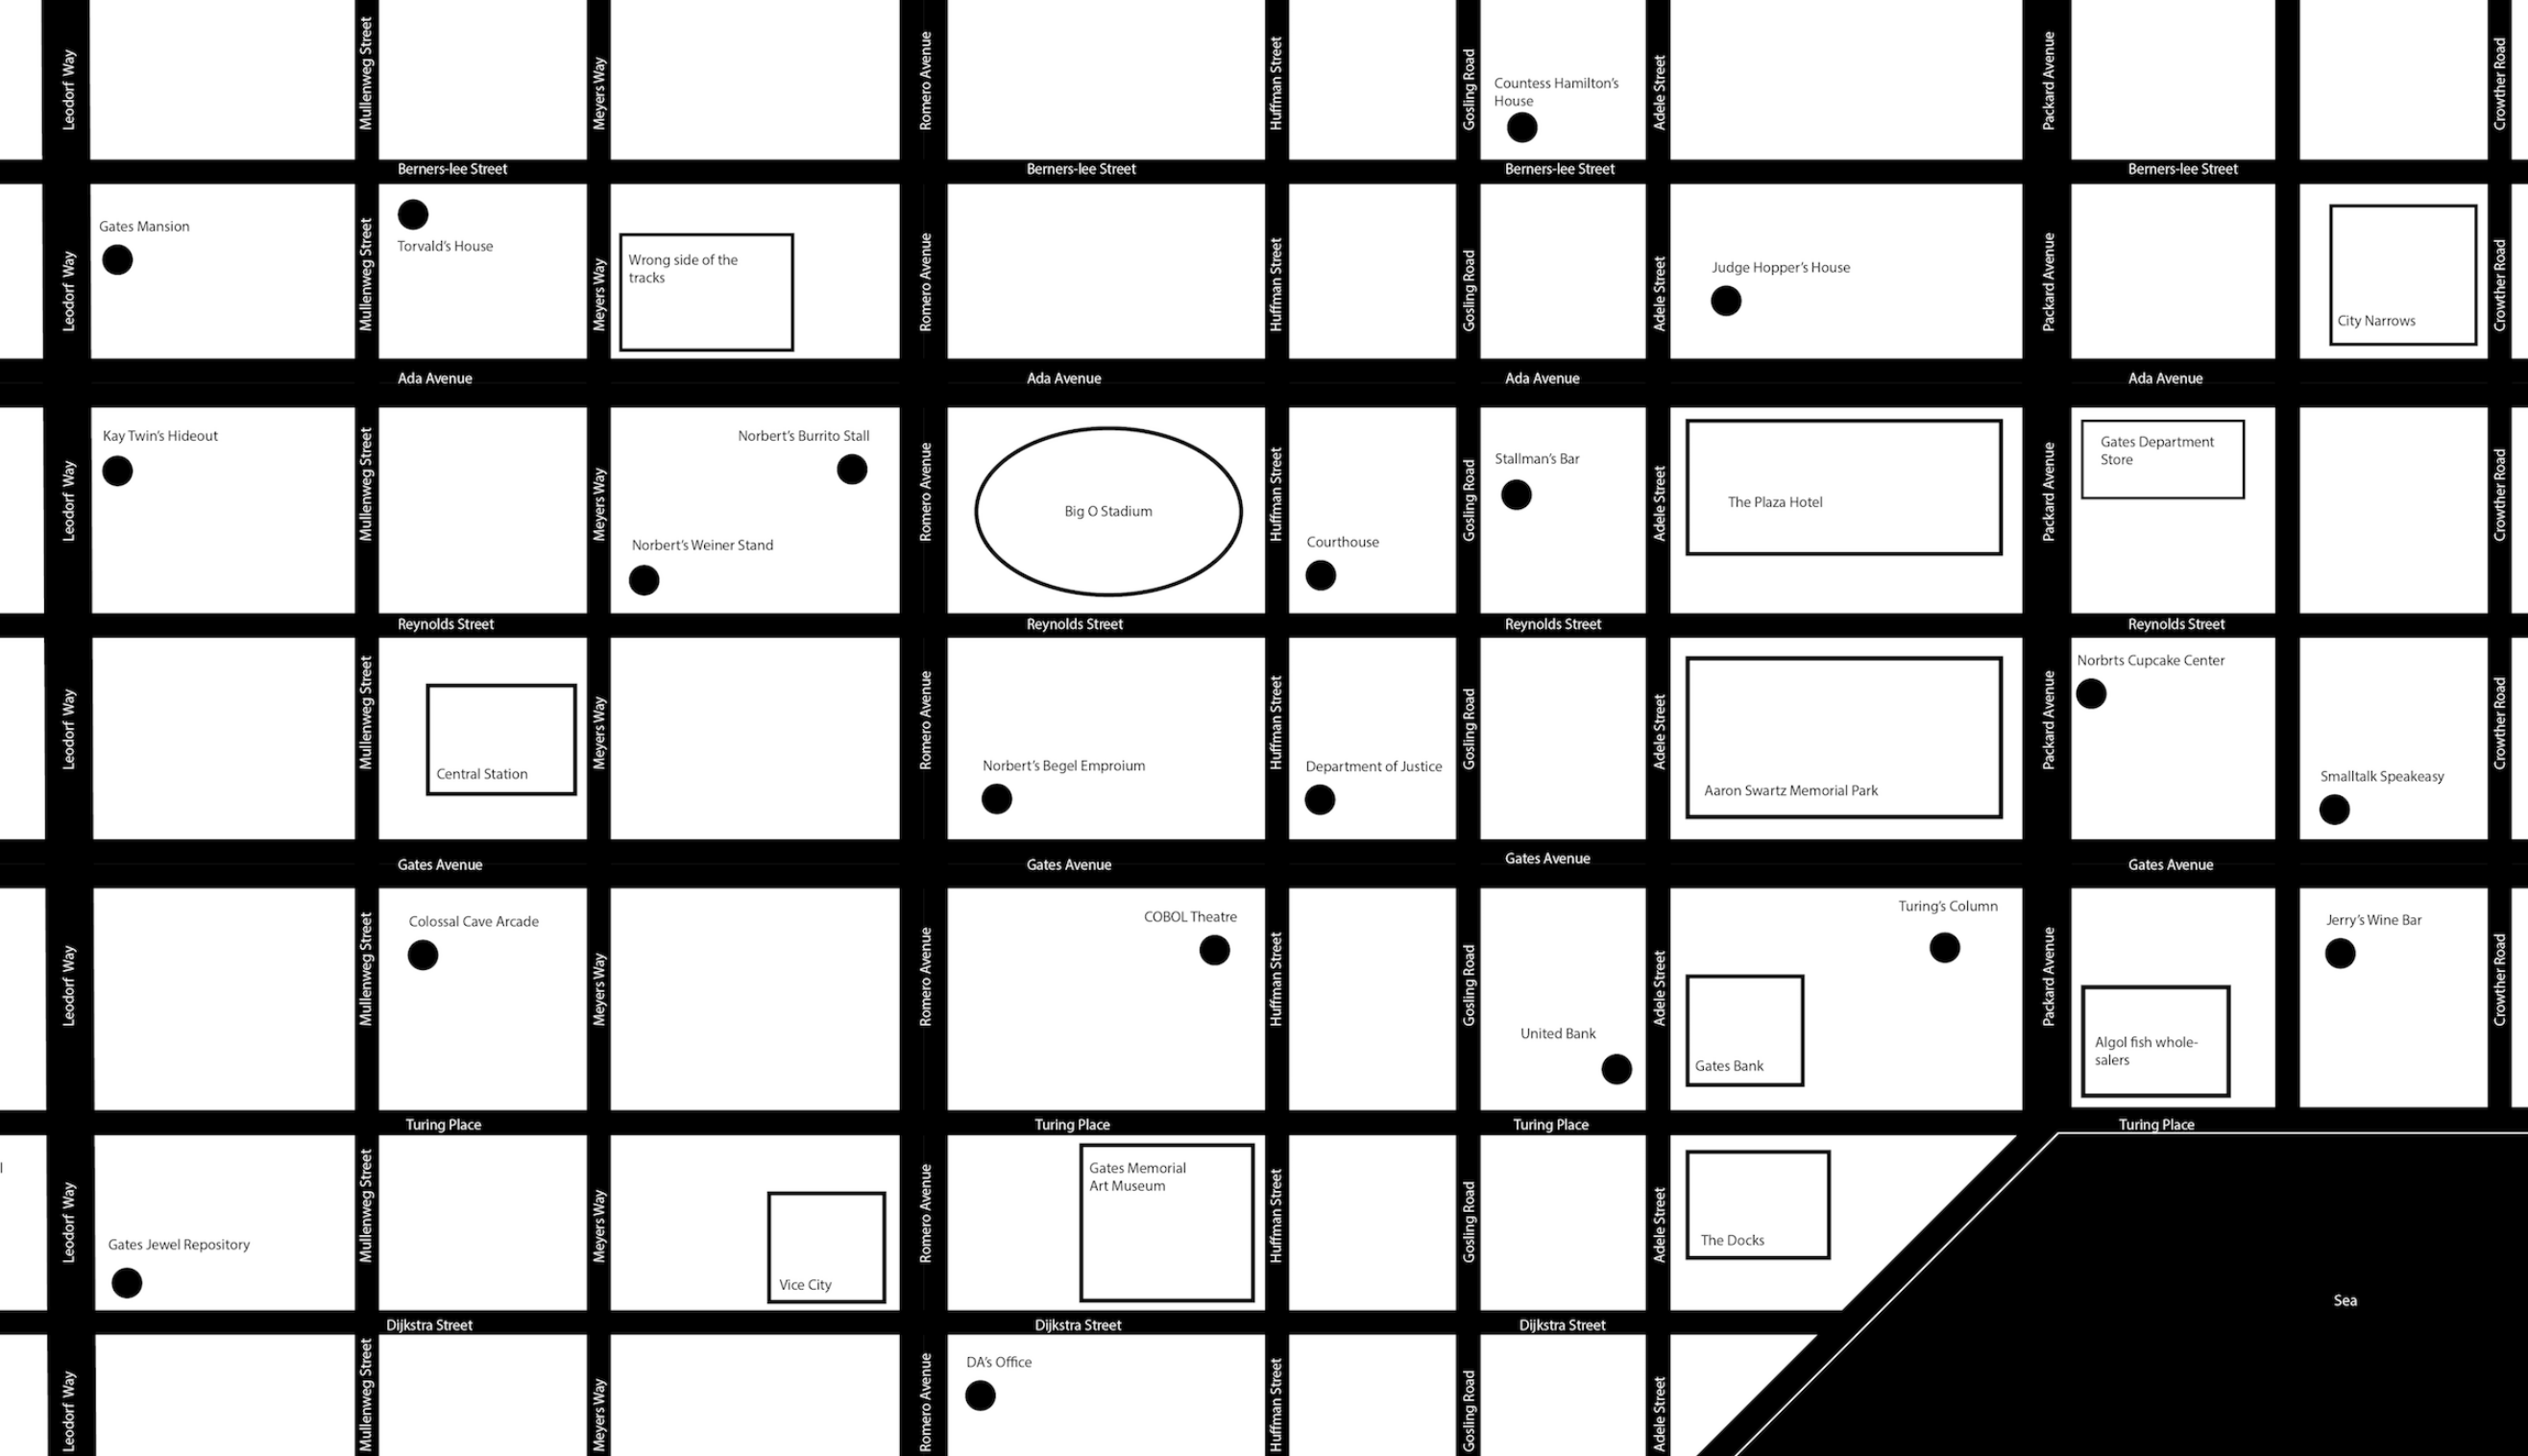 Leodorf Way
Mullenweg Street
Meyers Way
Romero Avenue
Huffman Street
Gosling Road
Countess Hamilton's
House
Adele Street
Packard Avenue
Crowther Road
Berners-lee Street
Berners-lee Street
Berners-lee Street
Berners-lee Street
Leodorf Way
Gates Mansion
Mullenweg Street
Torvald's House
Meyers Way
Wrong side of the
tracks
Romero Avenue
Huffman Street
Gosling Road
Adele Street
Judge Hopper's House
Packard Avenue
City Narrows
Crowther Road
Ada Avenue
Ada Avenue
Ada Avenue
Ada Avenue
Leodorf Way
Kay Twin's Hideout
Mullenweg Street
Meyers Way
Norbert's Burrito Stall
Norbert's Weiner Stand
Romero Avenue
Big O Stadium
Huffman Street
Courthouse
Gosling Road
Stallman's Bar
Adele Street
The Plaza Hotel
Packard Avenue
Gates Department
Store
Crowther Road
Reynolds Street
Reynolds Street
Reynolds Street
Reynolds Street
Leodorf Way
Mullenweg Street
Central Station
Meyers Way
Romero Avenue
Norbert's Begel Emproium
Huffman Street
Department of Justice
Gosling Road
Adele Street
Aaron Swartz Memorial Park
Packard Avenue
Norbrts Cupcake Center
Smalltalk Speakeasy
Crowther Road
Gates Avenue
Gates Avenue
Gates Avenue
Gates Avenue
Leodorf Way
Mullenweg Street
Colossal Cave Arcade
Meyers Way
Romero Avenue
COBOL Theatre
Huffman Street
Gosling Road
United Bank
Adele Street
Turing's Column
Gates Bank
Packard Avenue
Algol fish whole-
salers
Jerry's Wine Bar
Crowther Road
Turing Place
Turing Place
Turing Place
Turing Place
Leodorf Way
Gates Jewel Repository
Mullenweg Street
Meyers Way
Vice City
Romero Avenue
Gates Memorial
Art Museum
Huffman Street
Gosling Road
Adele Street
The Docks
Sea
Dijkstra Street
Dijkstra Street
Dijkstra Street
Leodorf Way
Mullenweg Street
Meyers Way
Romero Avenue
DA's Office
Huffman Street
Gosling Road
Adele Street